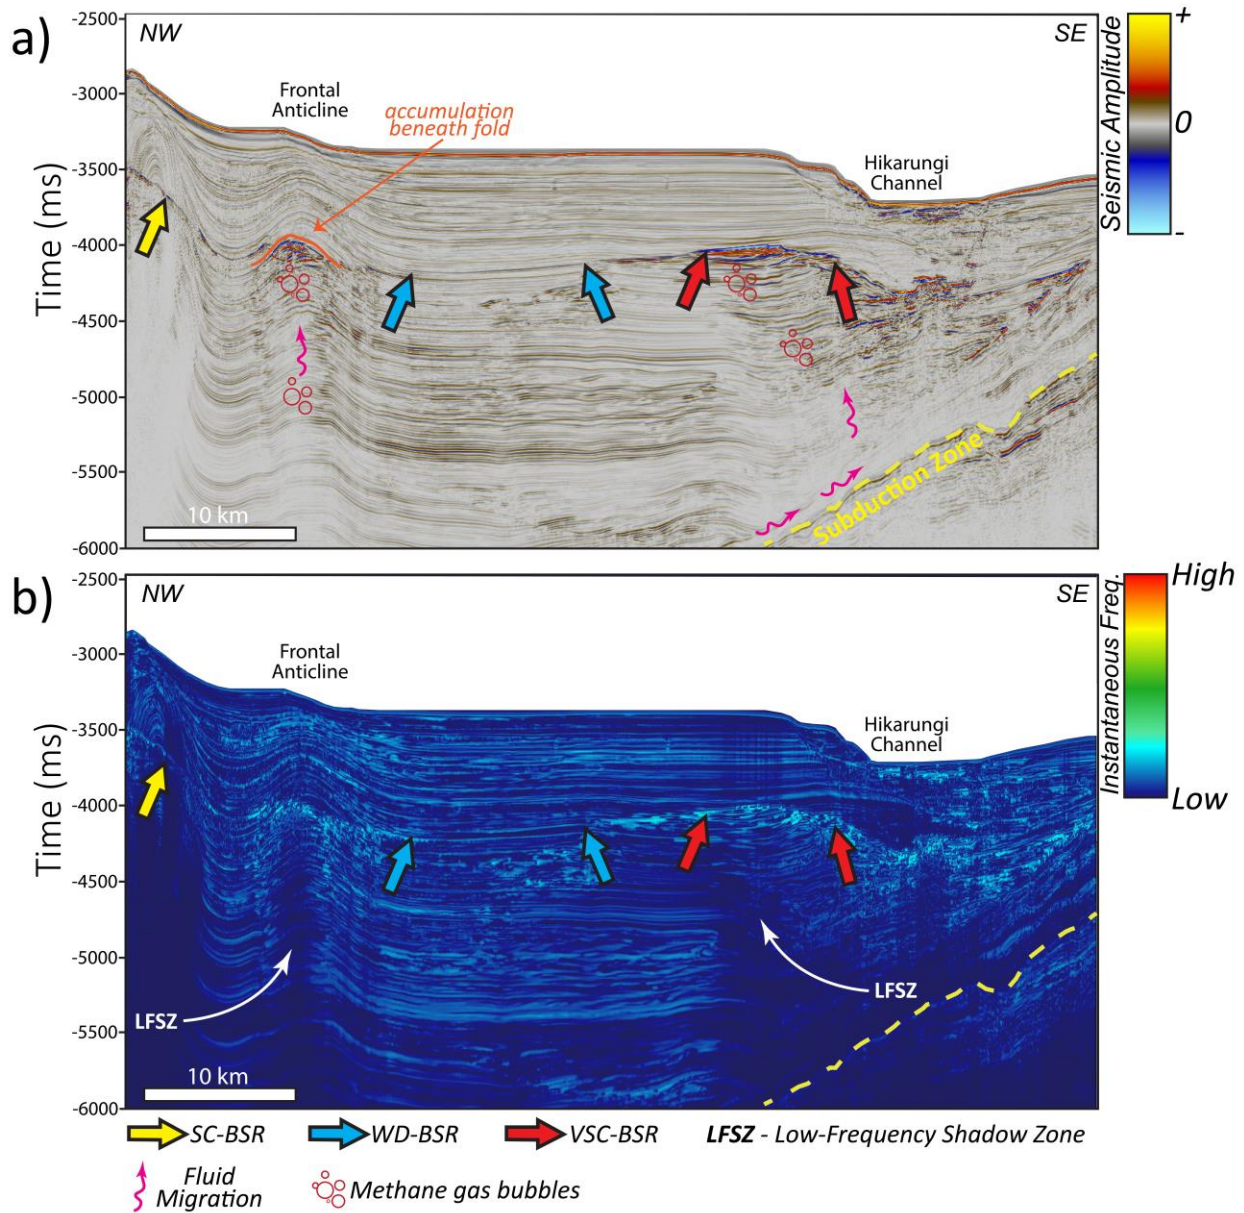 a)
NW
SE
Frontal
Anticline
accumulation
beneath fold
Hikarungi
Channel
Subduction Zone
10 km
Time (ms)
-2500
-3000
-3500
-4000
-4500
-5000
-5500
-6000
Seismic Amplitude
+
0
-
b)
NW
SE
Frontal
Anticline
Hikarungi
Channel
LFSZ
LFSZ
10 km
Time (ms)
-2500
-3000
-3500
-4000
-4500
-5000
-5500
-6000
Instantaneous Freq.
High
Low
SC-BSR
WD-BSR
VSC-BSR
LFSZ - Low-Frequency Shadow Zone
Fluid
Migration
Methane gas bubbles